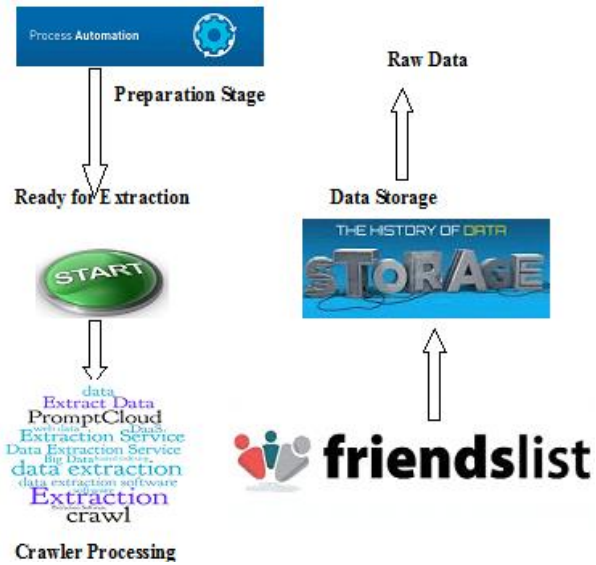 Process Automation
Preparation Stage
Ready for Extraction
START
data
Extract Data
PromptCloud
web data DaaS
Extraction Service
Data Extraction Service
Big Data
data extraction
data extraction software
Extraction
crawl
Crawler Processing
Raw Data
Data Storage
THE HISTORY OF DATA
STORAGE
friendslist